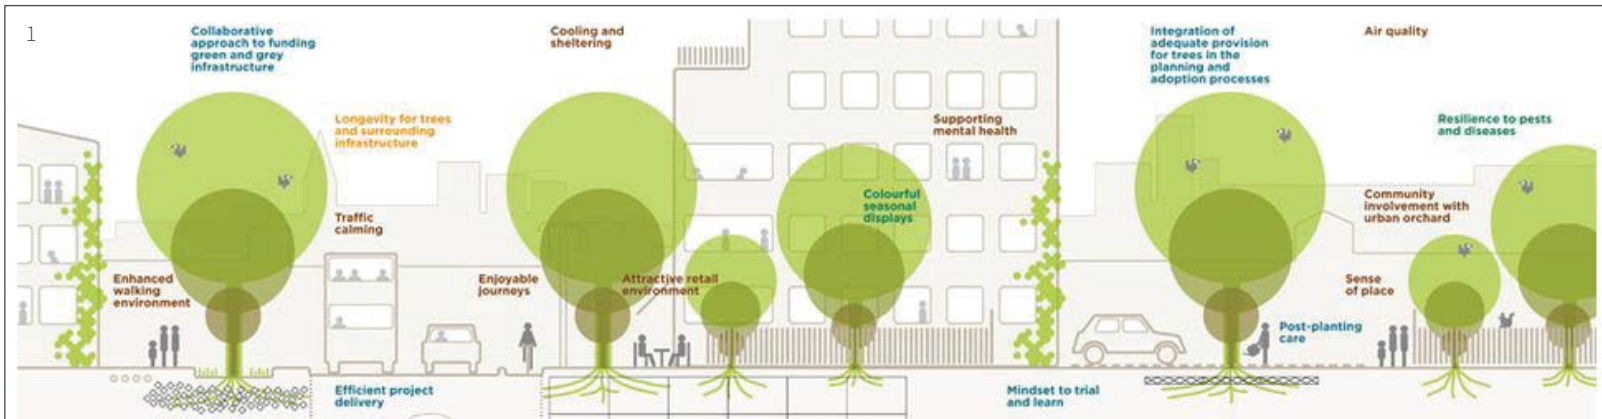 1
Collaborative
approach to funding
green and grey
infrastructure
Cooling and
sheltering
Integration of
adequate provision
for trees in the
planning and
adoption processes
Air quality
Longevity for trees
and surrounding
infrastructure
Supporting
mental health
Resilience to pests
and diseases
Colourful
seasonal
displays
Community
involvement with
urban orchard
Traffic
calming
Enhanced
walking
environment
Enjoyable
journeys
Attractive retail
environment
Sense
of place
Post-planting
care
Efficient project
delivery
Mindset to trial
and learn